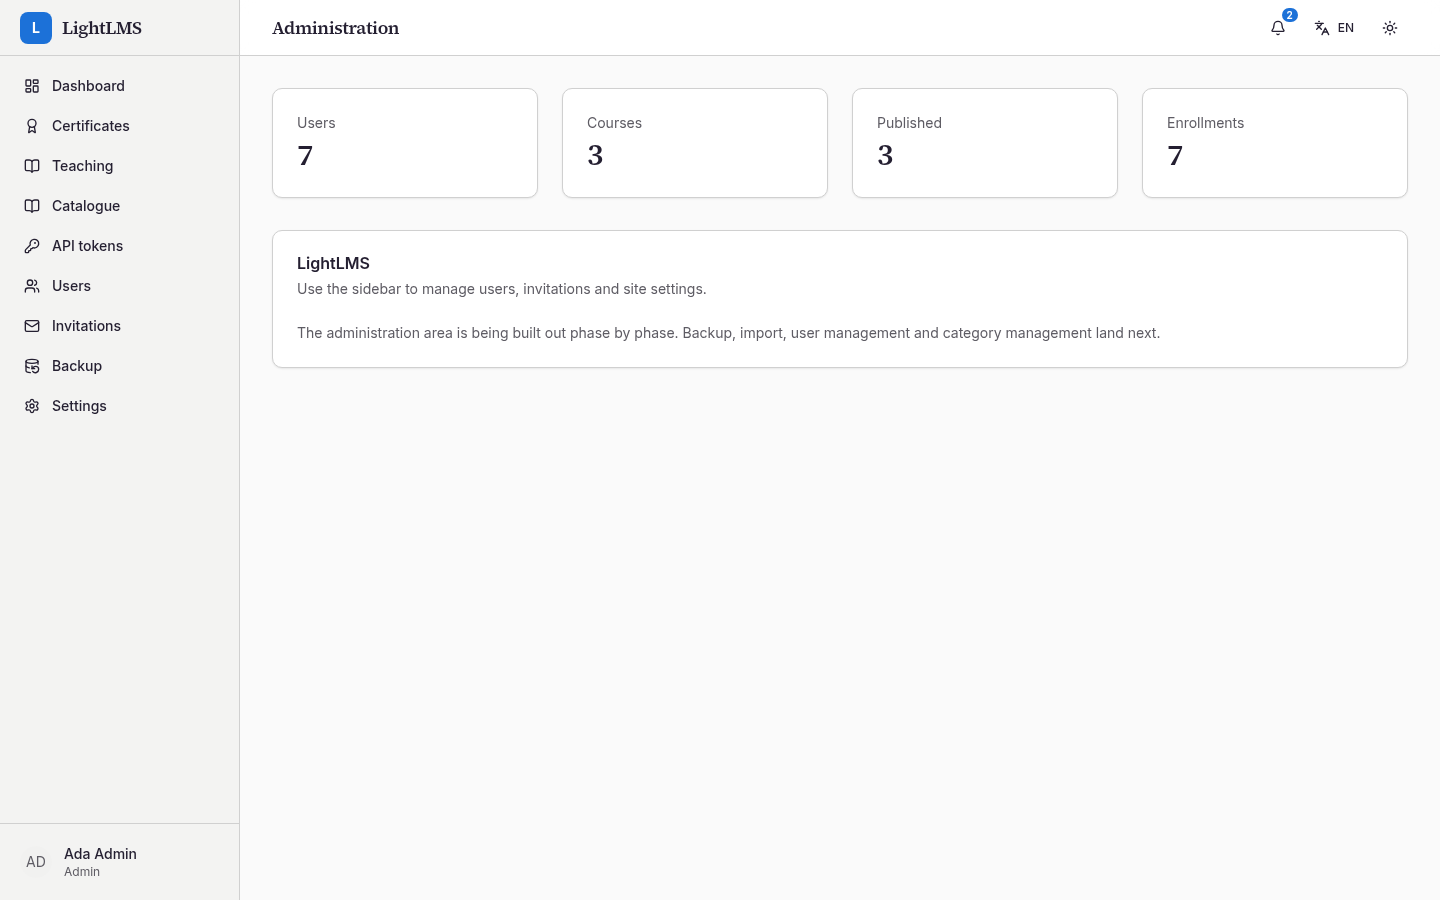 L LightLMS
Dashboard
Certificates
Teaching
Catalogue
API tokens
Users
Invitations
Backup
Settings
AD
Ada Admin
Admin
Administration
2
EN
Users
7
Courses
3
Published
3
Enrollments
7
LightLMS
Use the sidebar to manage users, invitations and site settings.
The administration area is being built out phase by phase. Backup, import, user management and category management land next.